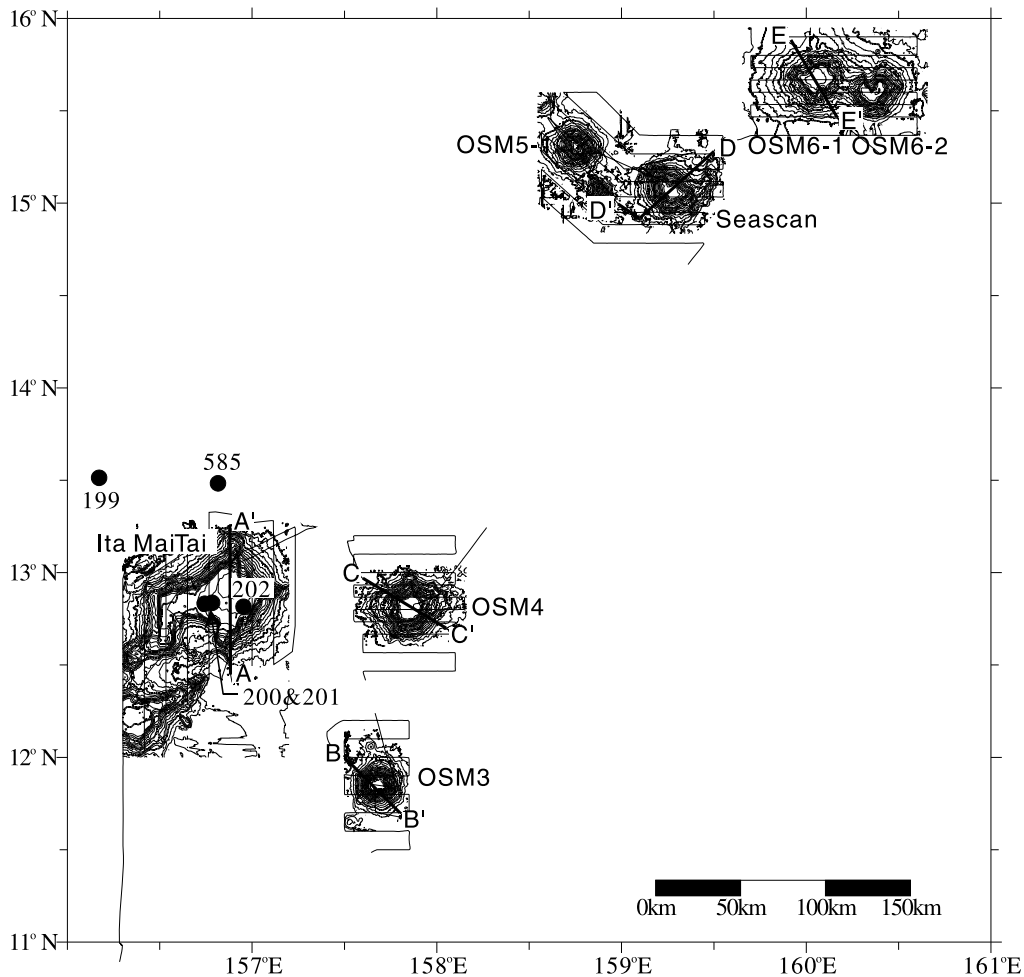 16° N
E
E'
OSM5-1
D
OSM6-1
OSM6-2
15° N
D'
Seascan
14° N
585
199
A'
Ita MaiTai
13° N
C
202
OSM4
C'
A
200&201
12° N
B
OSM3
B'
0km
50km
100km
150km
11° N
157°E
158°E
159°E
160°E
161°E